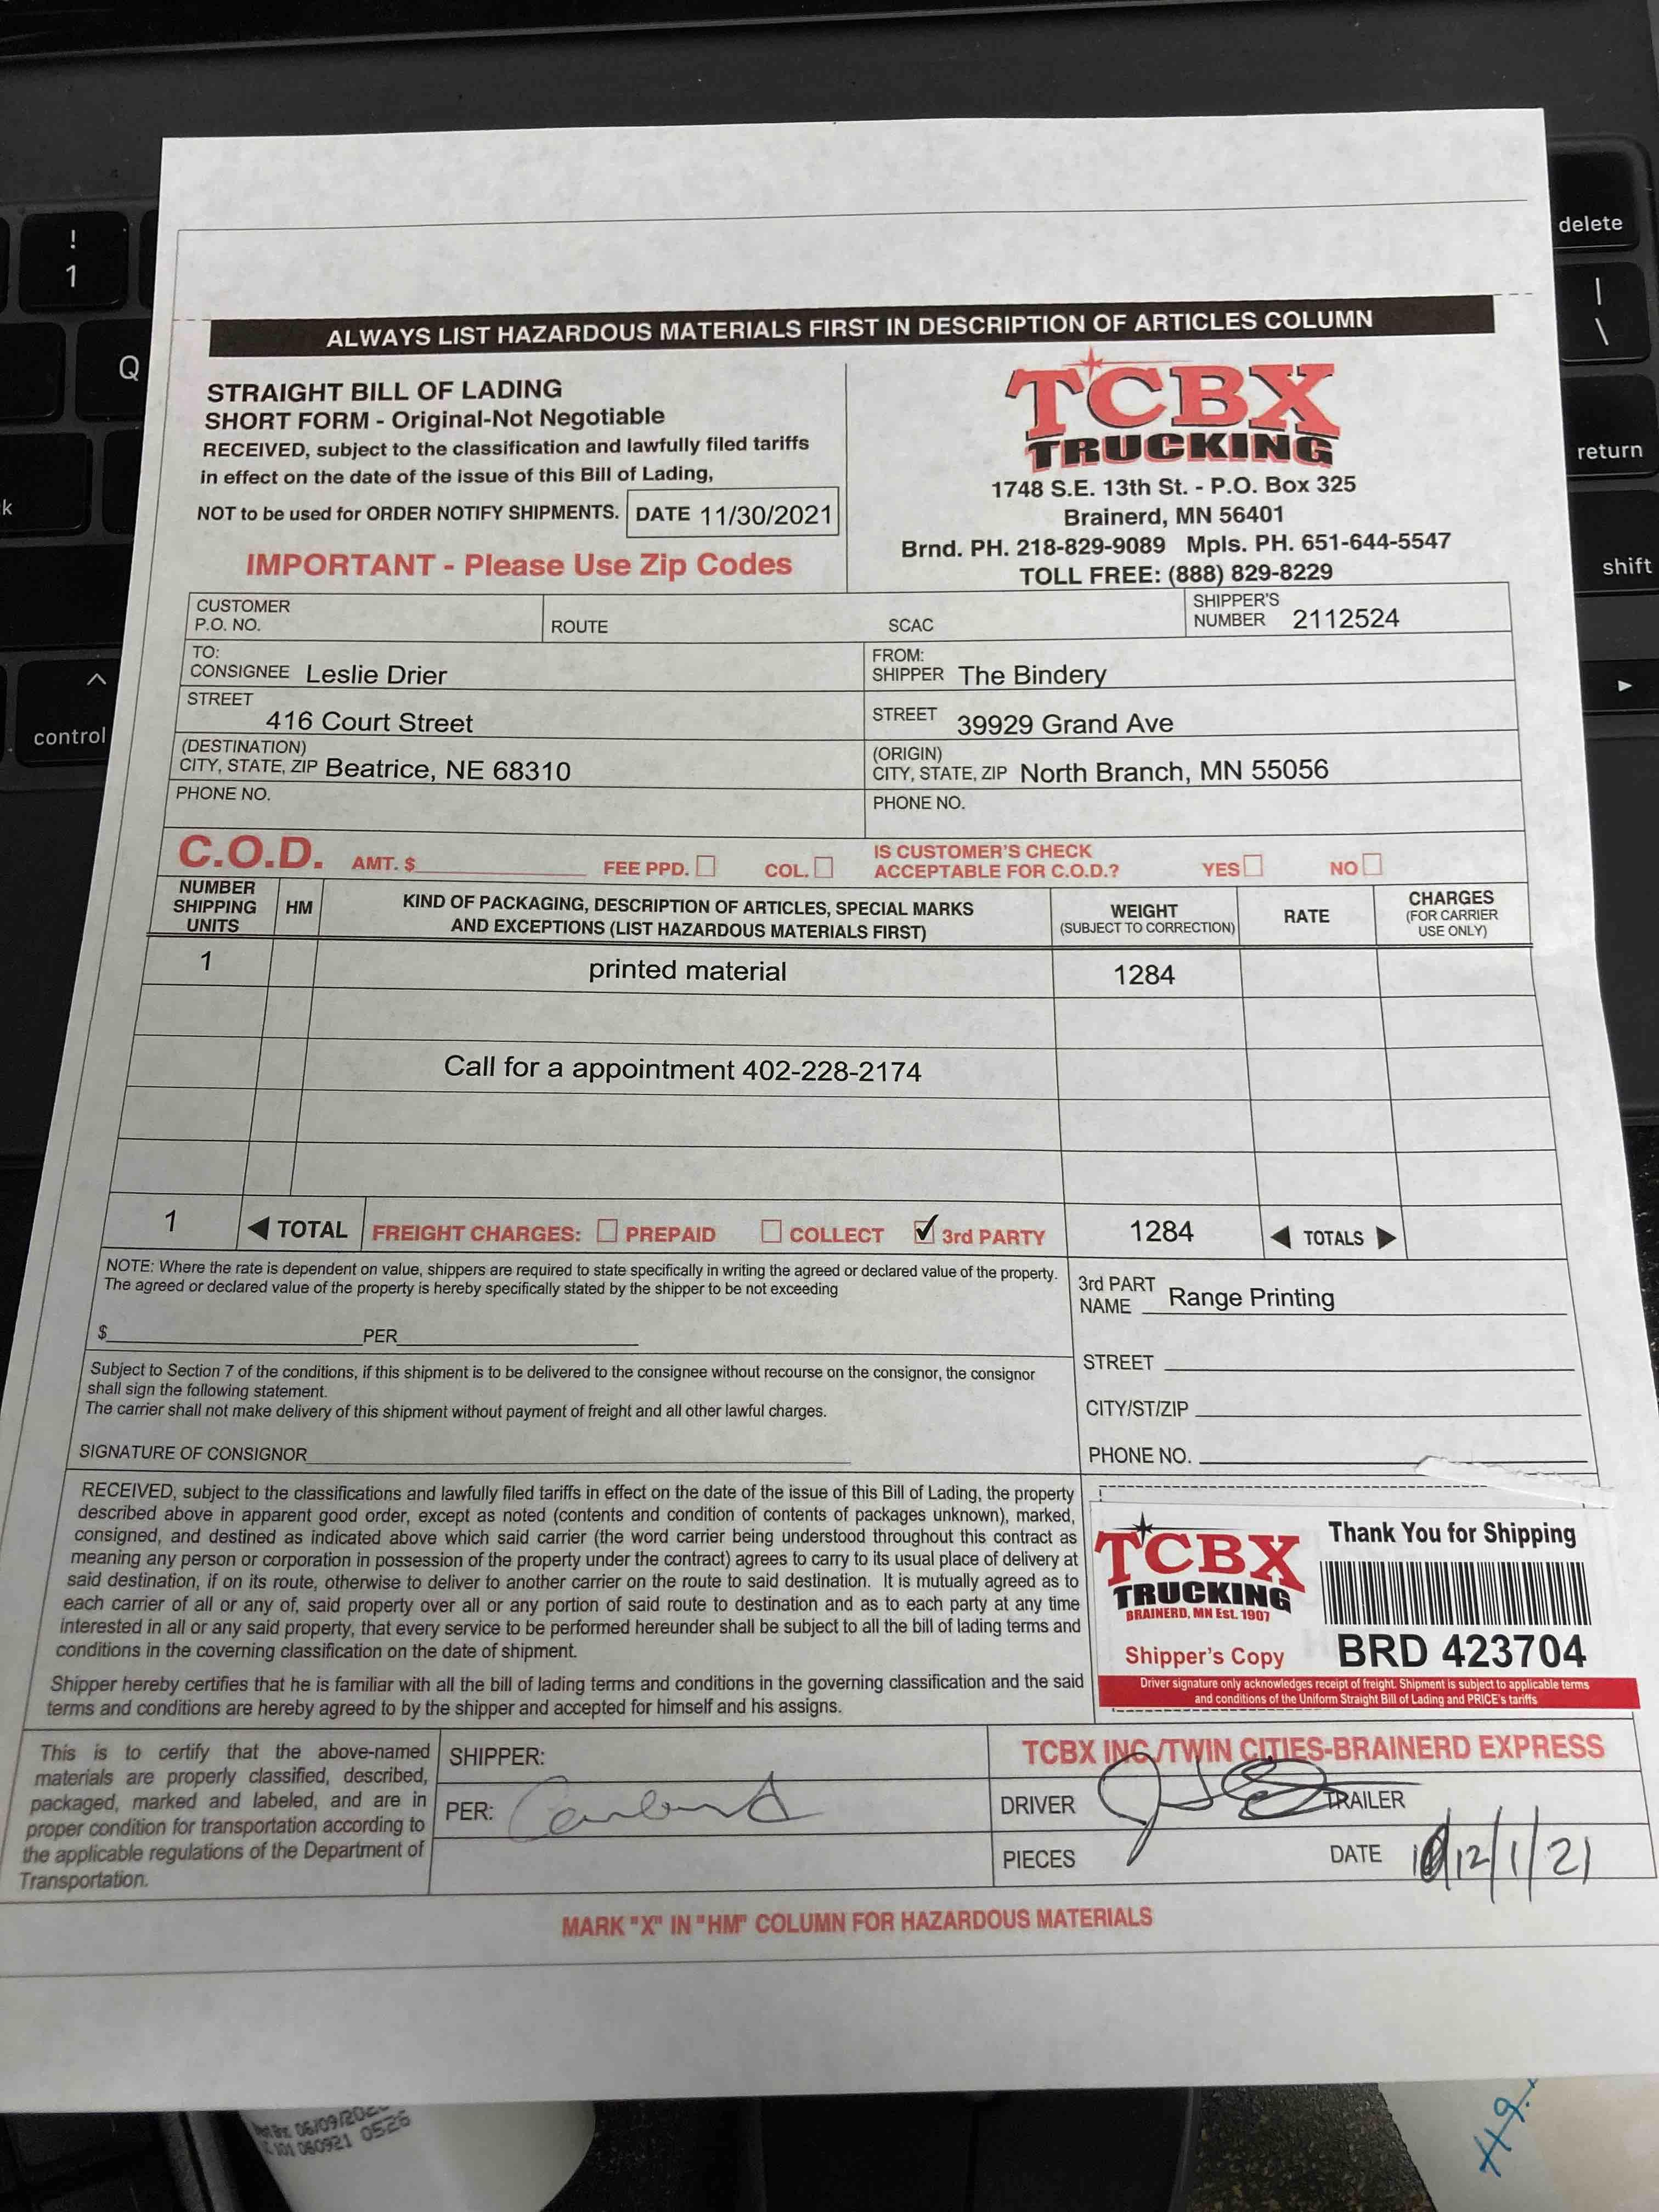 !
1
Q
k
^
control
delete
|
\
return
shift
ALWAYS LIST HAZARDOUS MATERIALS FIRST IN DESCRIPTION OF ARTICLES COLUMN
STRAIGHT BILL OF LADING
SHORT FORM - Original-Not Negotiable
RECEIVED, subject to the classification and lawfully filed tariffs
in effect on the date of the issue of this Bill of Lading,
NOT to be used for ORDER NOTIFY SHIPMENTS. DATE 11/30/2021
IMPORTANT - Please Use Zip Codes
TCBX
TRUCKING
1748 S.E. 13th St. - P.O. Box 325
Brainerd, MN 56401
Brnd. PH. 218-829-9089 Mpls. PH. 651-644-5547
TOLL FREE: (888) 829-8229
CUSTOMER
P.O. NO.
ROUTE
SCAC
SHIPPER'S
NUMBER 2112524
TO:
CONSIGNEE Leslie Drier
FROM:
SHIPPER The Bindery
STREET
416 Court Street
STREET 39929 Grand Ave
(DESTINATION)
CITY, STATE, ZIP Beatrice, NE 68310
(ORIGIN)
CITY, STATE, ZIP North Branch, MN 55056
PHONE NO.
PHONE NO.
C.O.D. AMT. $ FEE PPD. COL.
IS CUSTOMER'S CHECK
ACCEPTABLE FOR C.O.D.? YES NO
NUMBER
SHIPPING
UNITS
HM
KIND OF PACKAGING, DESCRIPTION OF ARTICLES, SPECIAL MARKS
AND EXCEPTIONS (LIST HAZARDOUS MATERIALS FIRST)
WEIGHT
(SUBJECT TO CORRECTION)
RATE
CHARGES
(FOR CARRIER
USE ONLY)
1 printed material 1284
Call for a appointment 402-228-2174
1 ◀ TOTAL FREIGHT CHARGES: PREPAID COLLECT ✓ 3rd PARTY 1284 ◀ TOTALS ▶
NOTE: Where the rate is dependent on value, shippers are required to state specifically in writing the agreed or declared value of the property.
The agreed or declared value of the property is hereby specifically stated by the shipper to be not exceeding
$ PER
3rd PART
NAME Range Printing
STREET
CITY/ST/ZIP
PHONE NO.
Subject to Section 7 of the conditions, if this shipment is to be delivered to the consignee without recourse on the consignor, the consignor
shall sign the following statement.
The carrier shall not make delivery of this shipment without payment of freight and all other lawful charges.
SIGNATURE OF CONSIGNOR
RECEIVED, subject to the classifications and lawfully filed tariffs in effect on the date of the issue of this Bill of Lading, the property
described above in apparent good order, except as noted (contents and condition of contents of packages unknown), marked,
consigned, and destined as indicated above which said carrier (the word carrier being understood throughout this contract as
meaning any person or corporation in possession of the property under the contract) agrees to carry to its usual place of delivery at
said destination, if on its route, otherwise to deliver to another carrier on the route to said destination. It is mutually agreed as to
each carrier of all or any of, said property over all or any portion of said route to destination and as to each party at any time
interested in all or any said property, that every service to be performed hereunder shall be subject to all the bill of lading terms and
conditions in the coverning classification on the date of shipment.
Shipper hereby certifies that he is familiar with all the bill of lading terms and conditions in the governing classification and the said
terms and conditions are hereby agreed to by the shipper and accepted for himself and his assigns.
TCBX
TRUCKING
BRAINERD, MN Est. 1907
Thank You for Shipping
Shipper's Copy
BRD 423704
Driver signature only acknowledges receipt of freight. Shipment is subject to applicable terms
and conditions of the Uniform Straight Bill of Lading and PRICE's tariffs
This is to certify that the above-named
materials are properly classified, described,
packaged, marked and labeled, and are in
proper condition for transportation according to
the applicable regulations of the Department of
Transportation.
SHIPPER:
PER:
TCBX INC./TWIN CITIES-BRAINERD EXPRESS
DRIVER
TRAILER
PIECES
DATE 12/1/21
MARK "X" IN "HM" COLUMN FOR HAZARDOUS MATERIALS
101 060921 0526